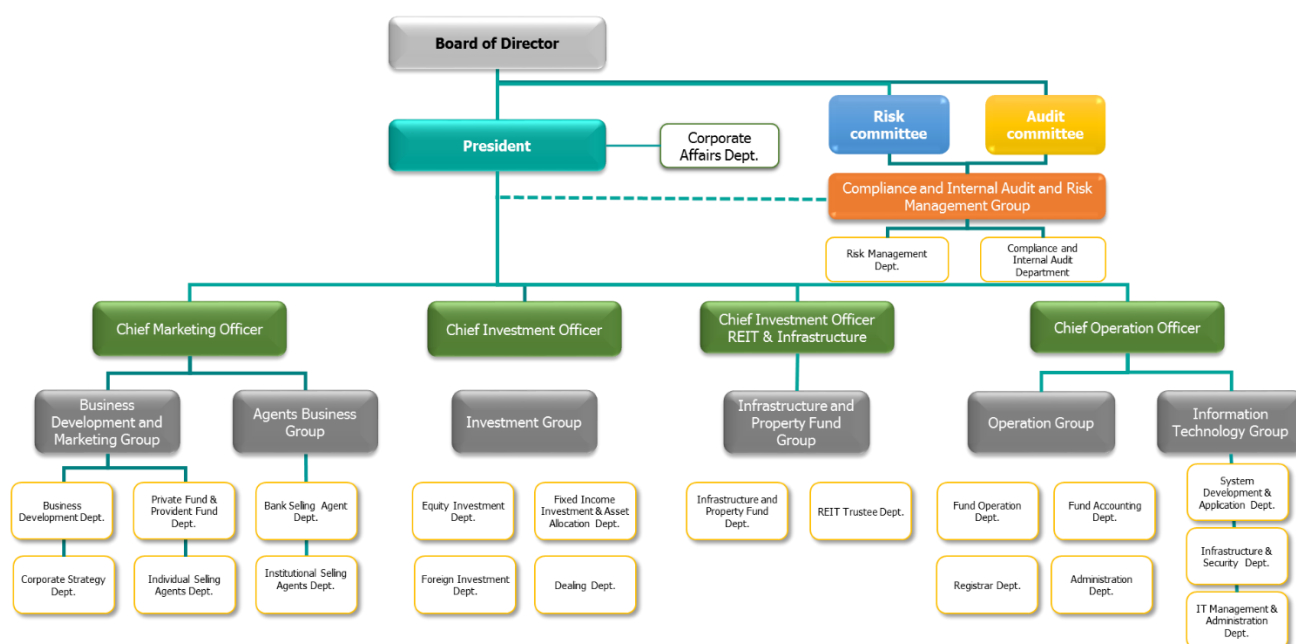 Board of Director
Risk
committee
Audit
committee
President
Corporate
Affairs Dept.
Compliance and Internal Audit and Risk
Management Group
Risk Management
Dept.
Compliance and
Internal Audit
Department
Chief Marketing Officer
Chief Investment Officer
Chief Investment Officer
REIT & Infrastructure
Chief Operation Officer
Business
Development and
Marketing Group
Agents Business
Group
Investment Group
Infrastructure and
Property Fund
Group
Operation Group
Information
Technology Group
Business
Development Dept.
Private Fund &
Provident Fund
Dept.
Bank Selling Agent
Dept.
Equity Investment
Dept.
Fixed Income
Investment & Asset
Allocation Dept.
Infrastructure and
Property Fund
Dept.
REIT Trustee Dept.
Fund Operation
Dept.
Fund Accounting
Dept.
System
Development &
Application Dept.
Corporate Strategy
Dept.
Individual Selling
Agents Dept.
Institutional Selling
Agents Dept.
Foreign Investment
Dept.
Dealing Dept.
Registrar Dept.
Administration
Dept.
Infrastructure &
Security Dept.
IT Management &
Administration
Dept.